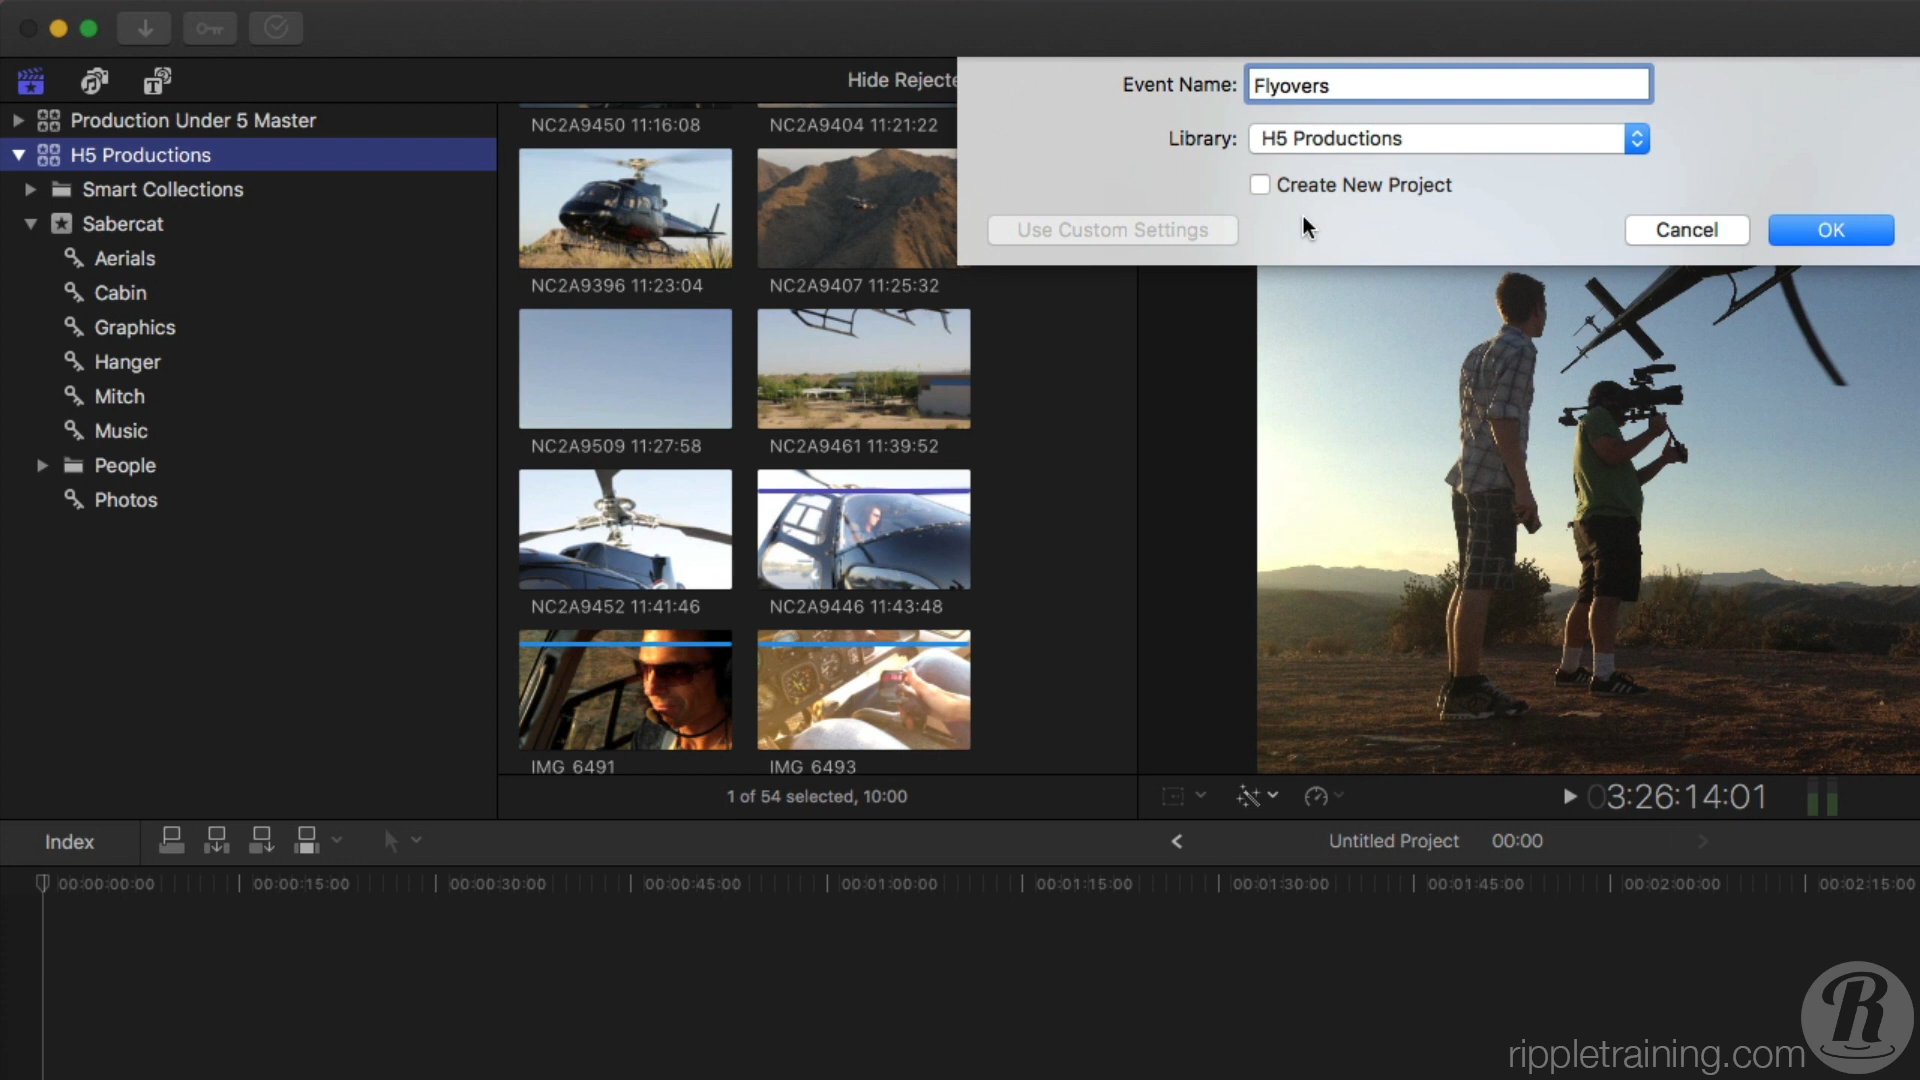 Hide Rejecte
Event Name: Flyovers
Library: H5 Productions
Create New Project
Use Custom Settings
Cancel
OK
Production Under 5 Master
H5 Productions
Smart Collections
Sabercat
Aerials
Cabin
Graphics
Hanger
Mitch
Music
People
Photos
NC2A9450 11:16:08
NC2A9404 11:21:22
NC2A9396 11:23:04
NC2A9407 11:25:32
NC2A9509 11:27:58
NC2A9461 11:39:52
NC2A9452 11:41:46
NC2A9446 11:43:48
IMG 6491
IMG 6493
1 of 54 selected, 10:00
03:26:14:01
Index
Untitled Project 00:00
00:00:00:00 00:00:15:00 00:00:30:00 00:00:45:00 00:01:00:00 00:01:15:00 00:01:30:00 00:01:45:00 00:02:00:00 00:02:15:00
R
rippletraining.com